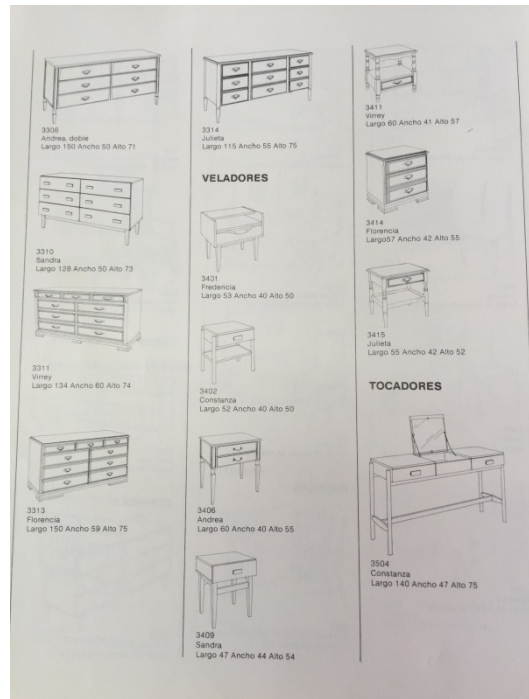 3308
Andrea, doble
Largo 150 Ancho 50 Alto 71
3310
Sandra
Largo 128 Ancho 50 Alto 73
3311
Virrey
Largo 134 Ancho 60 Alto 74
3313
Florencia
Largo 150 Ancho 59 Alto 75
3314
Julieta
Largo 115 Ancho 55 Alto 75
VELADORES
3401
Fredencia
Largo 53 Ancho 40 Alto 50
3402
Constanza
Largo 52 Ancho 40 Alto 50
3406
Andrea
Largo 60 Ancho 40 Alto 55
3409
Sandra
Largo 47 Ancho 44 Alto 54
3411
Virrey
Largo 60 Ancho 41 Alto 57
3414
Florencia
Largo57 Ancho 42 Alto 55
3415
Julieta
Largo 55 Ancho 42 Alto 52
TOCADORES
3504
Constanza
Largo 140 Ancho 47 Alto 75